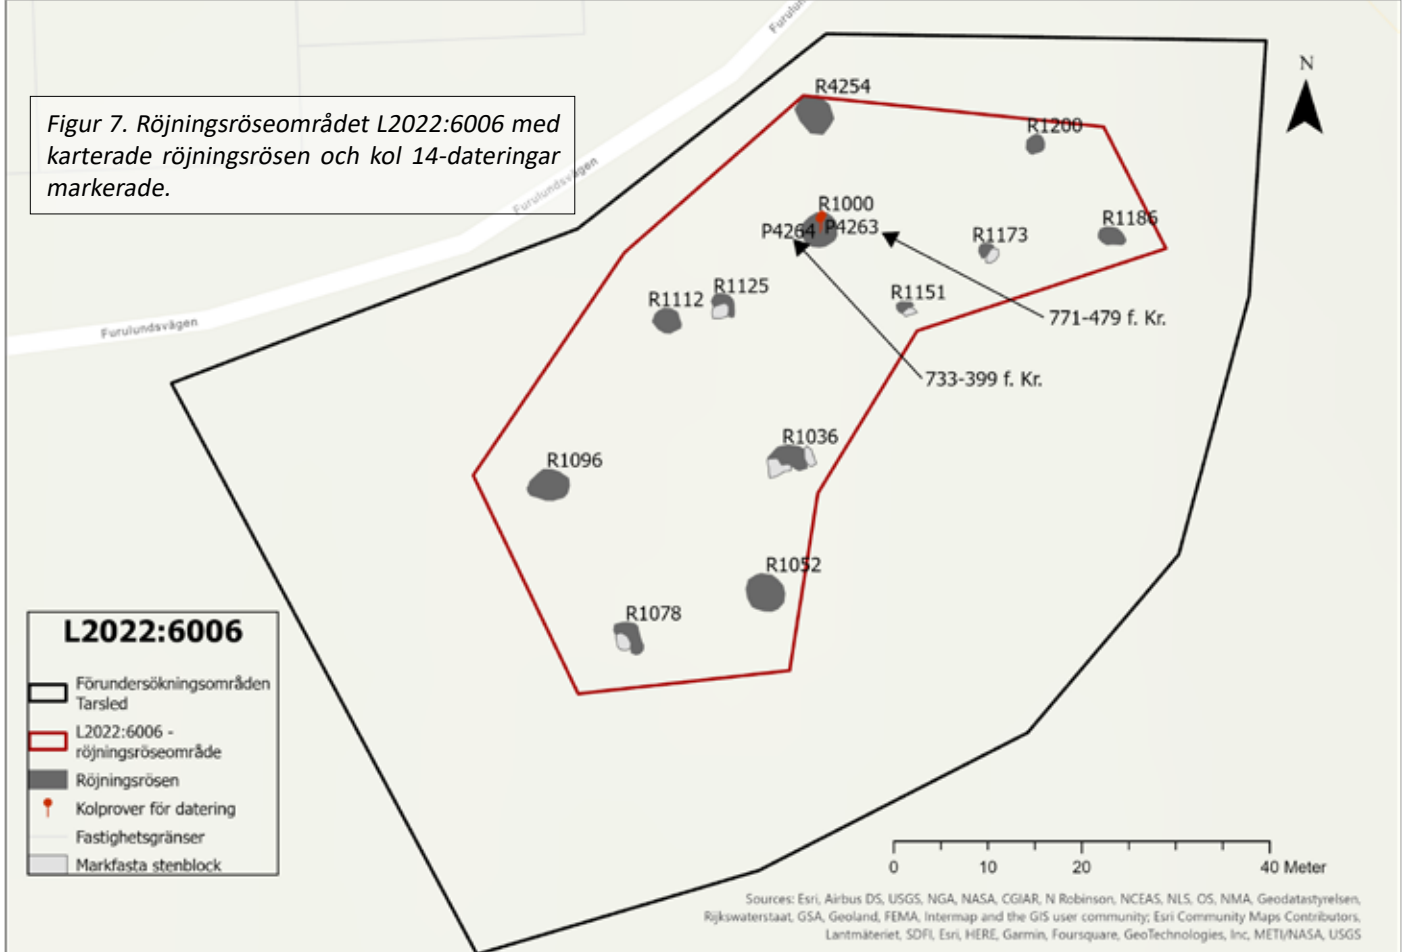 Furulun
N
Figur 7. Röjningsröseområdet L2022:6006 med
karterade röjningsrösen och kol 14-dateringar
markerade.
Furulundsvägen
Furulundsvägen
R4254
R1200
R1000
P4264
P4263
R1186
R1173
R1125
R1112
R1151
771-479 f. Kr.
733-399 f. Kr.
R1036
R1096
R1052
R1078
L2022:6006
Förundersökningsområden
Tarsled
L2022:6006 -
röjningsröseområde
Röjningsrösen
Kolprover för datering
Fastighetsgränser
Markfasta stenblock
0 10 20 40 Meter
Sources: Esri, Airbus DS, USGS, NGA, NASA, CGIAR, N Robinson, NCEAS, NLS, OS, NMA, Geodatastyrelsen,
Rijkswaterstaat, GSA, Geoland, FEMA, Intermap and the GIS user community; Esri Community Maps Contributors,
Lantmäteriet, SDFI, Esri, HERE, Garmin, Foursquare, GeoTechnologies, Inc, METI/NASA, USGS